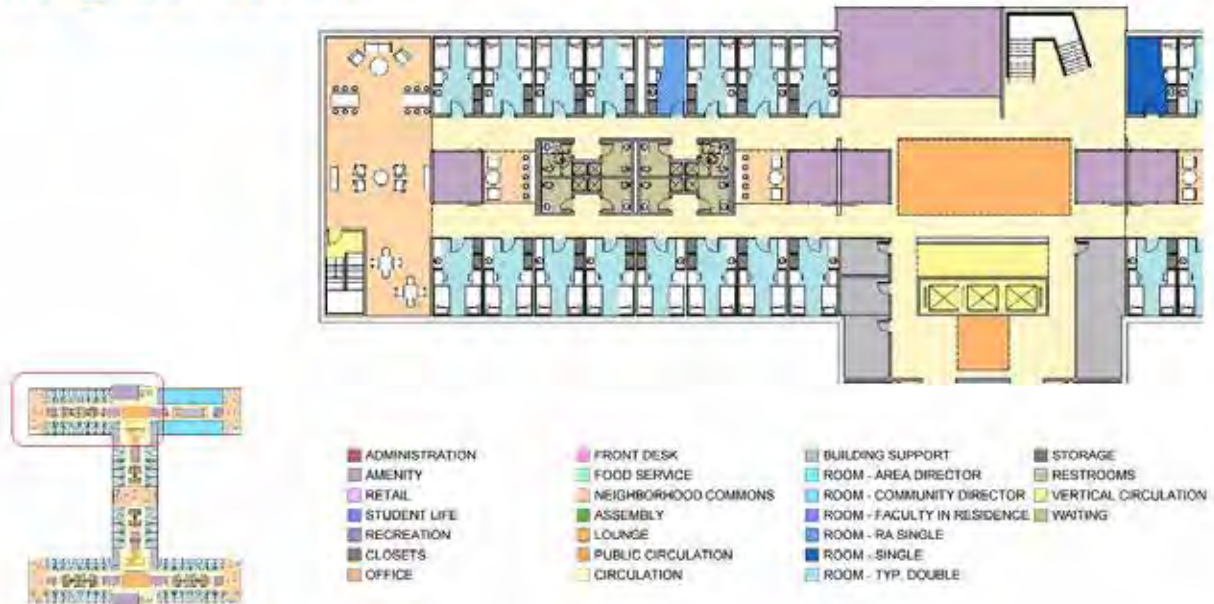 ADMINISTRATION
AMENITY
RETAIL
STUDENT LIFE
RECREATION
CLOSETS
OFFICE
FRONT DESK
FOOD SERVICE
NEIGHBORHOOD COMMONS
ASSEMBLY
LOUNGE
PUBLIC CIRCULATION
CIRCULATION
BUILDING SUPPORT
ROOM - AREA DIRECTOR
ROOM - COMMUNITY DIRECTOR
ROOM - FACULTY IN RESIDENCE
ROOM - RA SINGLE
ROOM - SINGLE
ROOM - TYP. DOUBLE
STORAGE
RESTROOMS
VERTICAL CIRCULATION
WAITING